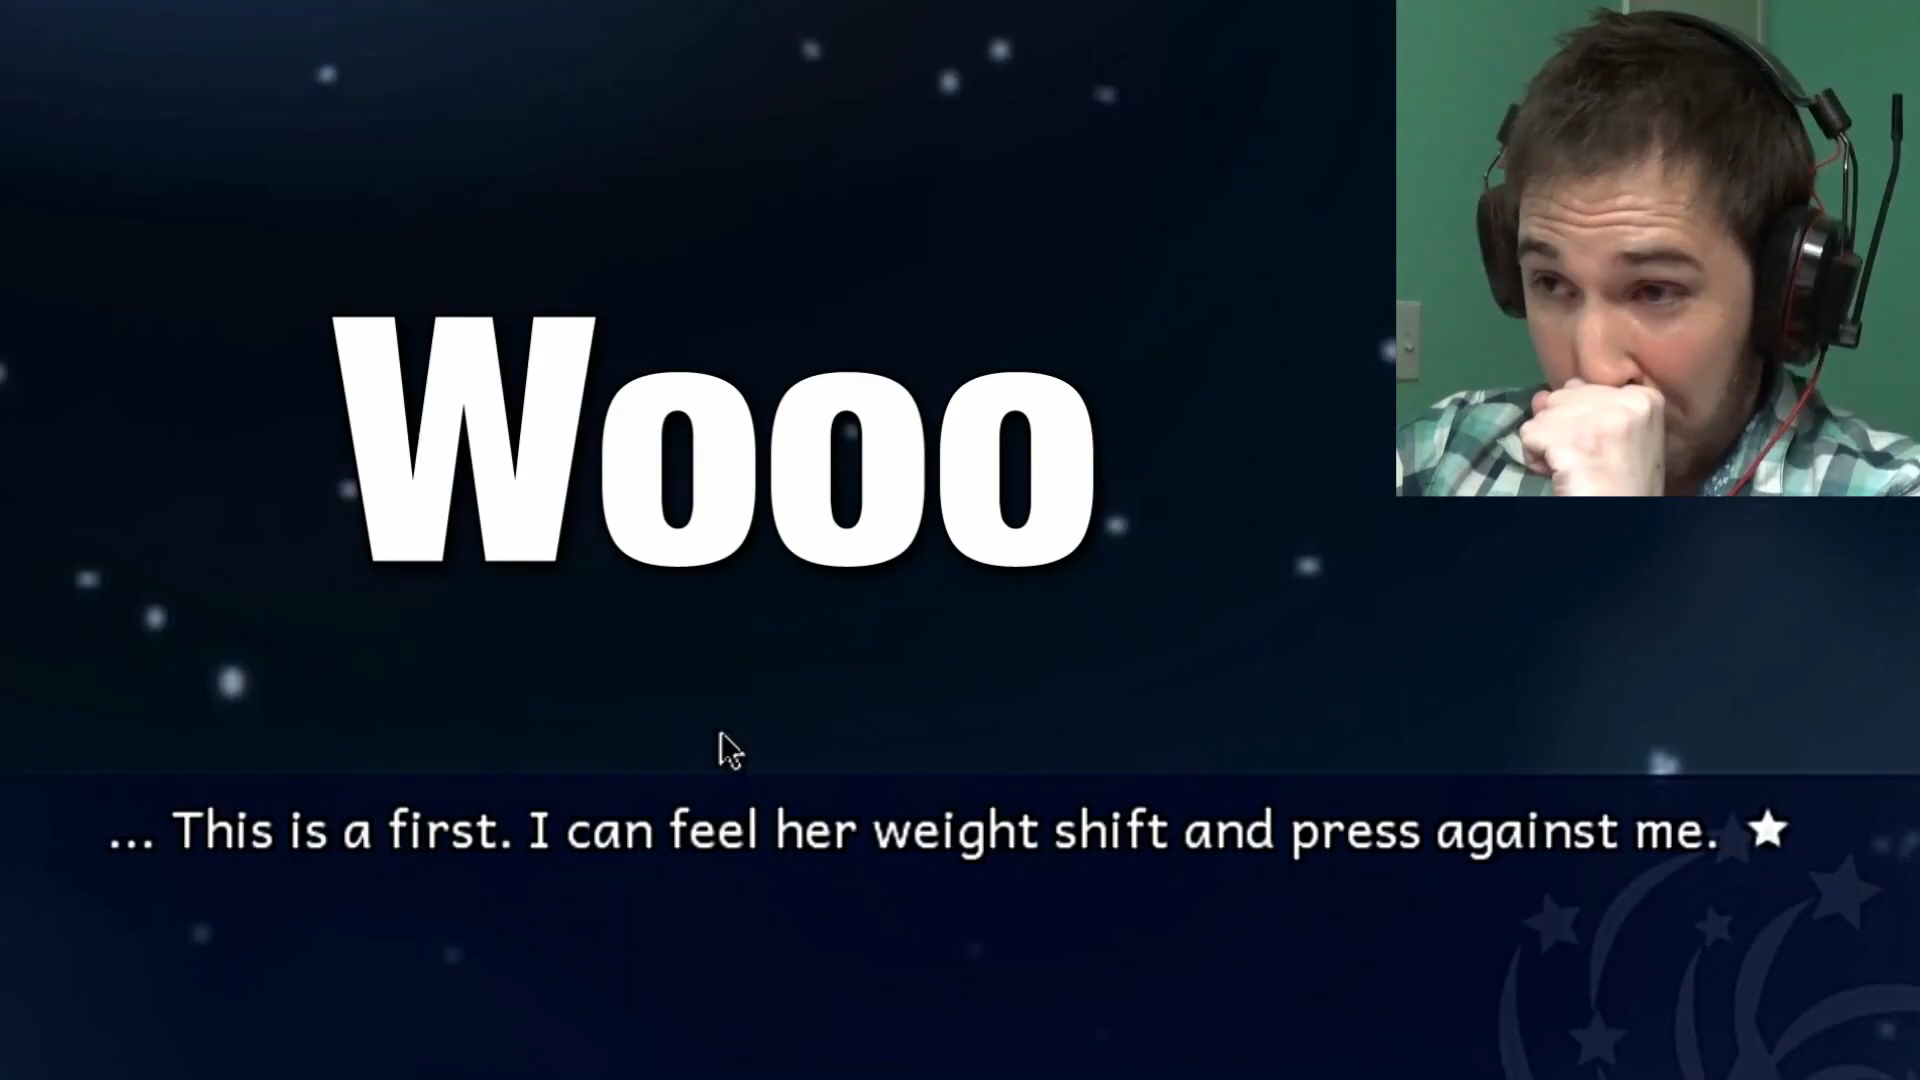 Wooo
... This is a first. I can feel her weight shift and press against me.